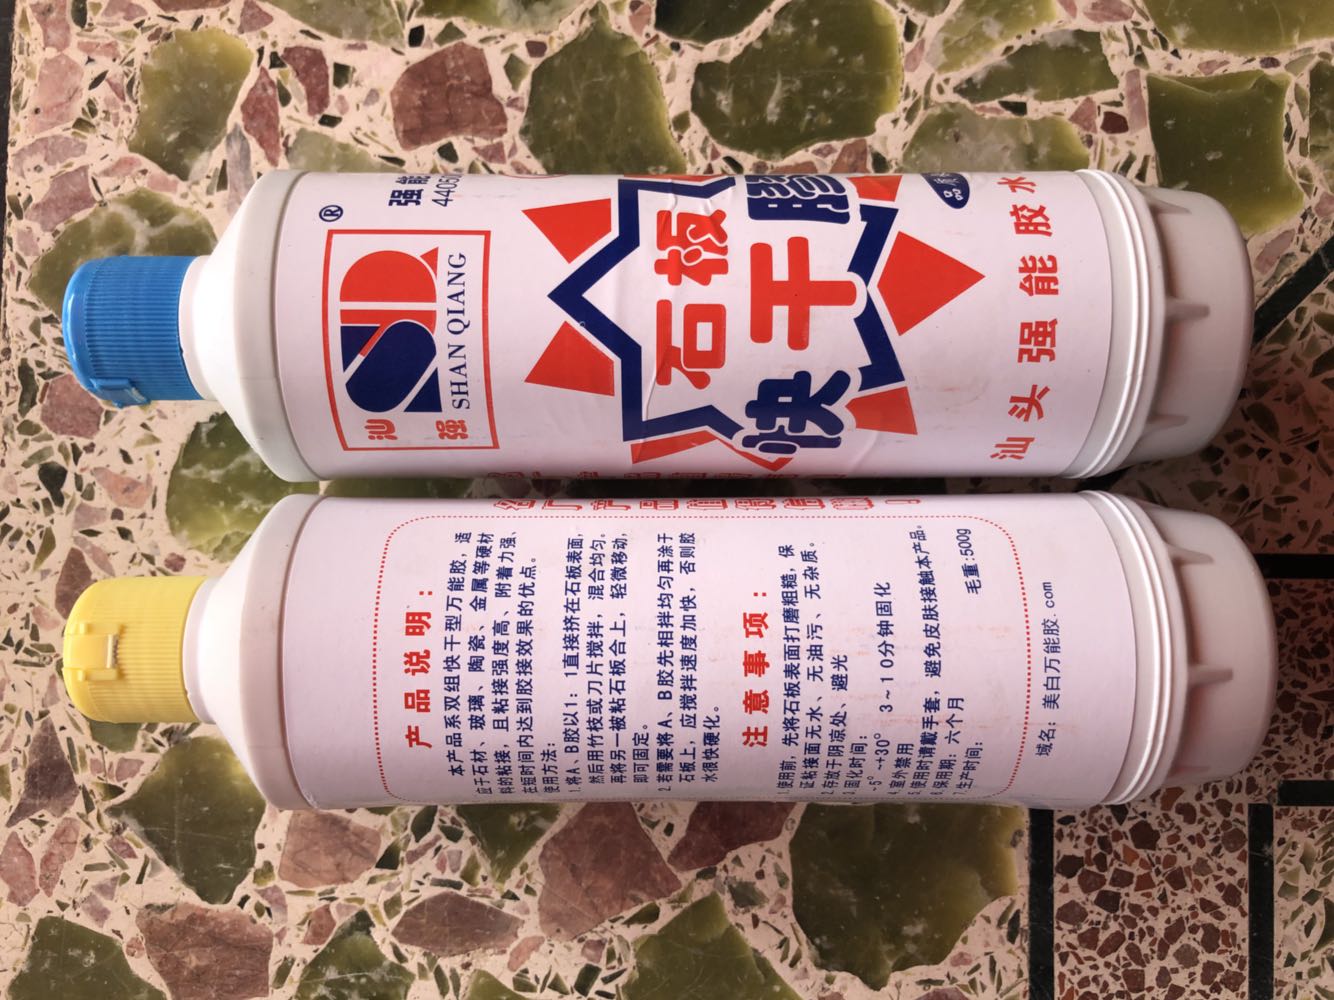 强能
4405
®
汕强
SHAN QIANG
石板
快干胶
汕头强能胶水
产品说明：
本产品系双组快干型万能胶，适
应于石材、玻璃、陶瓷、金属等硬材
料的粘接，且粘接强度高、附着力强、
在短时间内达到胶接效果的优点。
使用方法：
1.将A、B胶以1：1直接挤在石板表面，
然后用竹枝或刀片搅拌，混合均匀。
再将另一被粘石板合上，轻微移动，
即可固定。
2.若需要将A、B胶先相拌均匀再涂于
石板上，应搅拌速度加快，否则胶
水很快硬化。
注意事项：
1.使用前，先将石板表面打磨粗糙，保
证粘接面无水、无油污、无杂质。
2.存放于阴凉处、避光
3.固化时间：
-5°~+30° 3~10分钟固化
4.室外禁用
5.使用时请戴手套，避免皮肤接触本产品。
6.保用期：六个月
7.生产时间：
毛重:500g
域名：美白万能胶.com